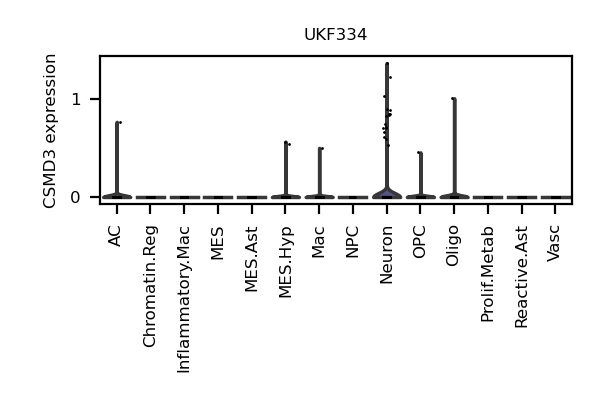 UKF334
CSMD3 expression
1
0
AC
Chromatin.Reg
Inflammatory.Mac
MES
MES.Ast
MES.Hyp
Mac
NPC
Neuron
OPC
Oligo
Prolif.Metab
Reactive.Ast
Vasc